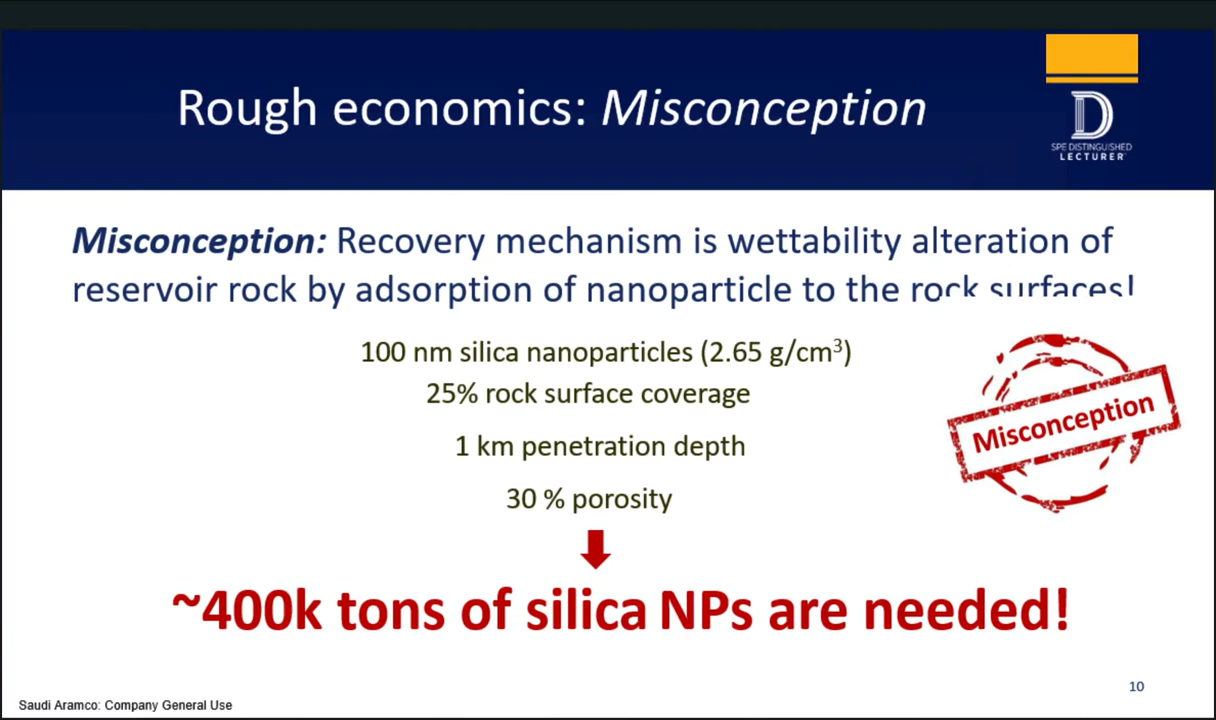 Rough economics: Misconception
SPE DISTINGUISHED
LECTURER
Misconception: Recovery mechanism is wettability alteration of
reservoir rock by adsorption of nanoparticle to the rock surfaces!
100 nm silica nanoparticles (2.65 g/cm³)
25% rock surface coverage
1 km penetration depth
30 % porosity
Misconception
~400k tons of silica NPs are needed!
10
Saudi Aramco: Company General Use